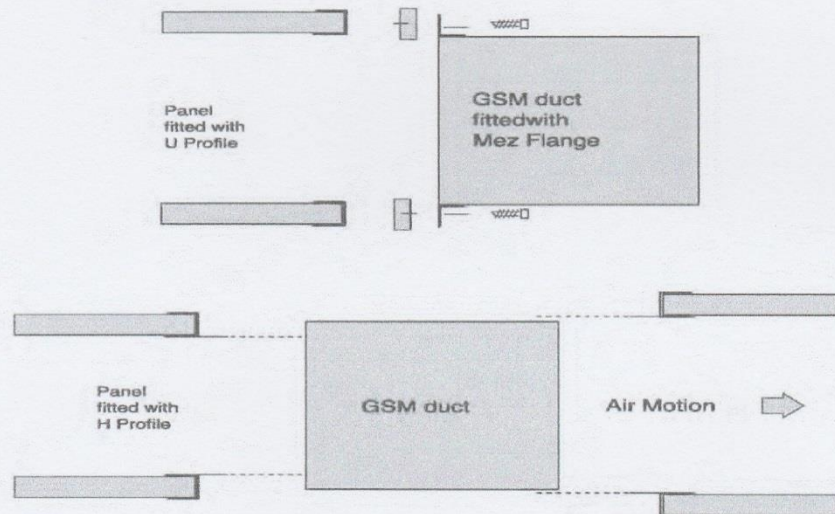 Panel
fitted with
U Profile
GSM duct
fittedwith
Mez Flange
Panel
fitted with
H Profile
GSM duct
Air Motion